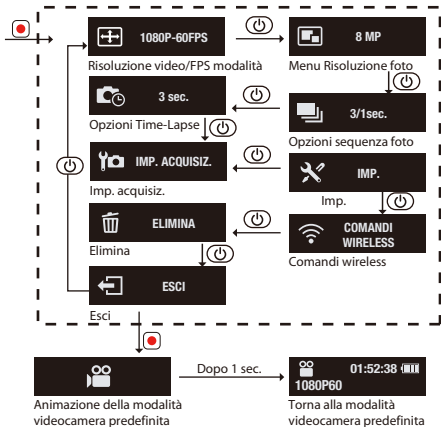 1080P-60FPS
8 MP
Risoluzione video/FPS modalità
Menu Risoluzione foto
3 sec.
3/1sec.
Opzioni Time-Lapse
Opzioni sequenza foto
IMP. ACQUISIZ.
IMP.
Imp. acquisiz.
Imp.
ELIMINA
COMANDI
WIRELESS
Elimina
Comandi wireless
ESCI
Esci
Dopo 1 sec.
01:52:38
1080P60
Animazione della modalità
videocamera predefinita
Torna alla modalità
videocamera predefinita